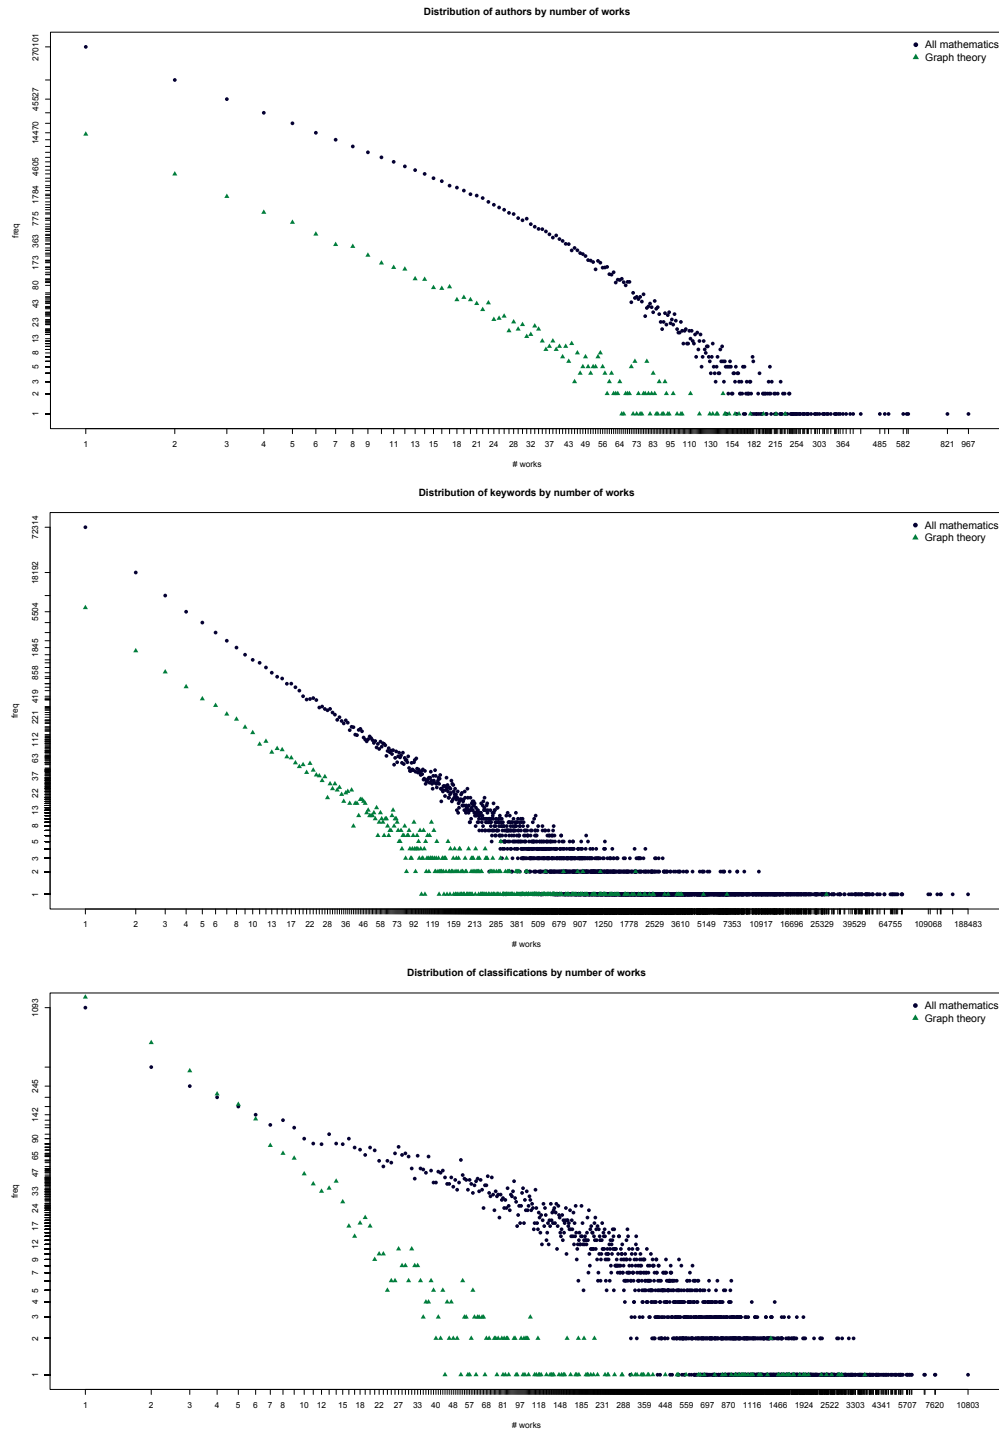 Distribution of authors by number of works
All mathematics
Graph theory
freq
270101
45527
14470
4605
1784
775
363
173
80
43
23
13
8
5
3
2
1
1 2 3 4 5 6 7 8 9 11 13 15 18 21 24 28 32 37 43 49 56 64 73 83 95 110 130 154 182 215 254 303 364 485 582 821 967
# works
Distribution of keywords by number of works
All mathematics
Graph theory
freq
72314
18192
5504
1845
858
419
221
112
63
37
22
13
8
5
3
2
1
1 2 3 4 5 6 8 10 13 17 22 28 36 46 58 73 92 119 159 213 285 381 509 679 907 1250 1778 2529 3610 5149 7353 10917 16696 25329 39529 64755 109068 188483
# works
Distribution of classifications by number of works
All mathematics
Graph theory
freq
1093
245
142
90
65
47
33
24
17
12
9
7
5
4
3
2
1
1 2 3 4 5 6 7 8 10 12 15 18 22 27 33 40 48 57 68 81 97 118 148 185 231 288 359 448 559 697 870 1116 1466 1924 2522 3303 4341 5707 7620 10803
# works